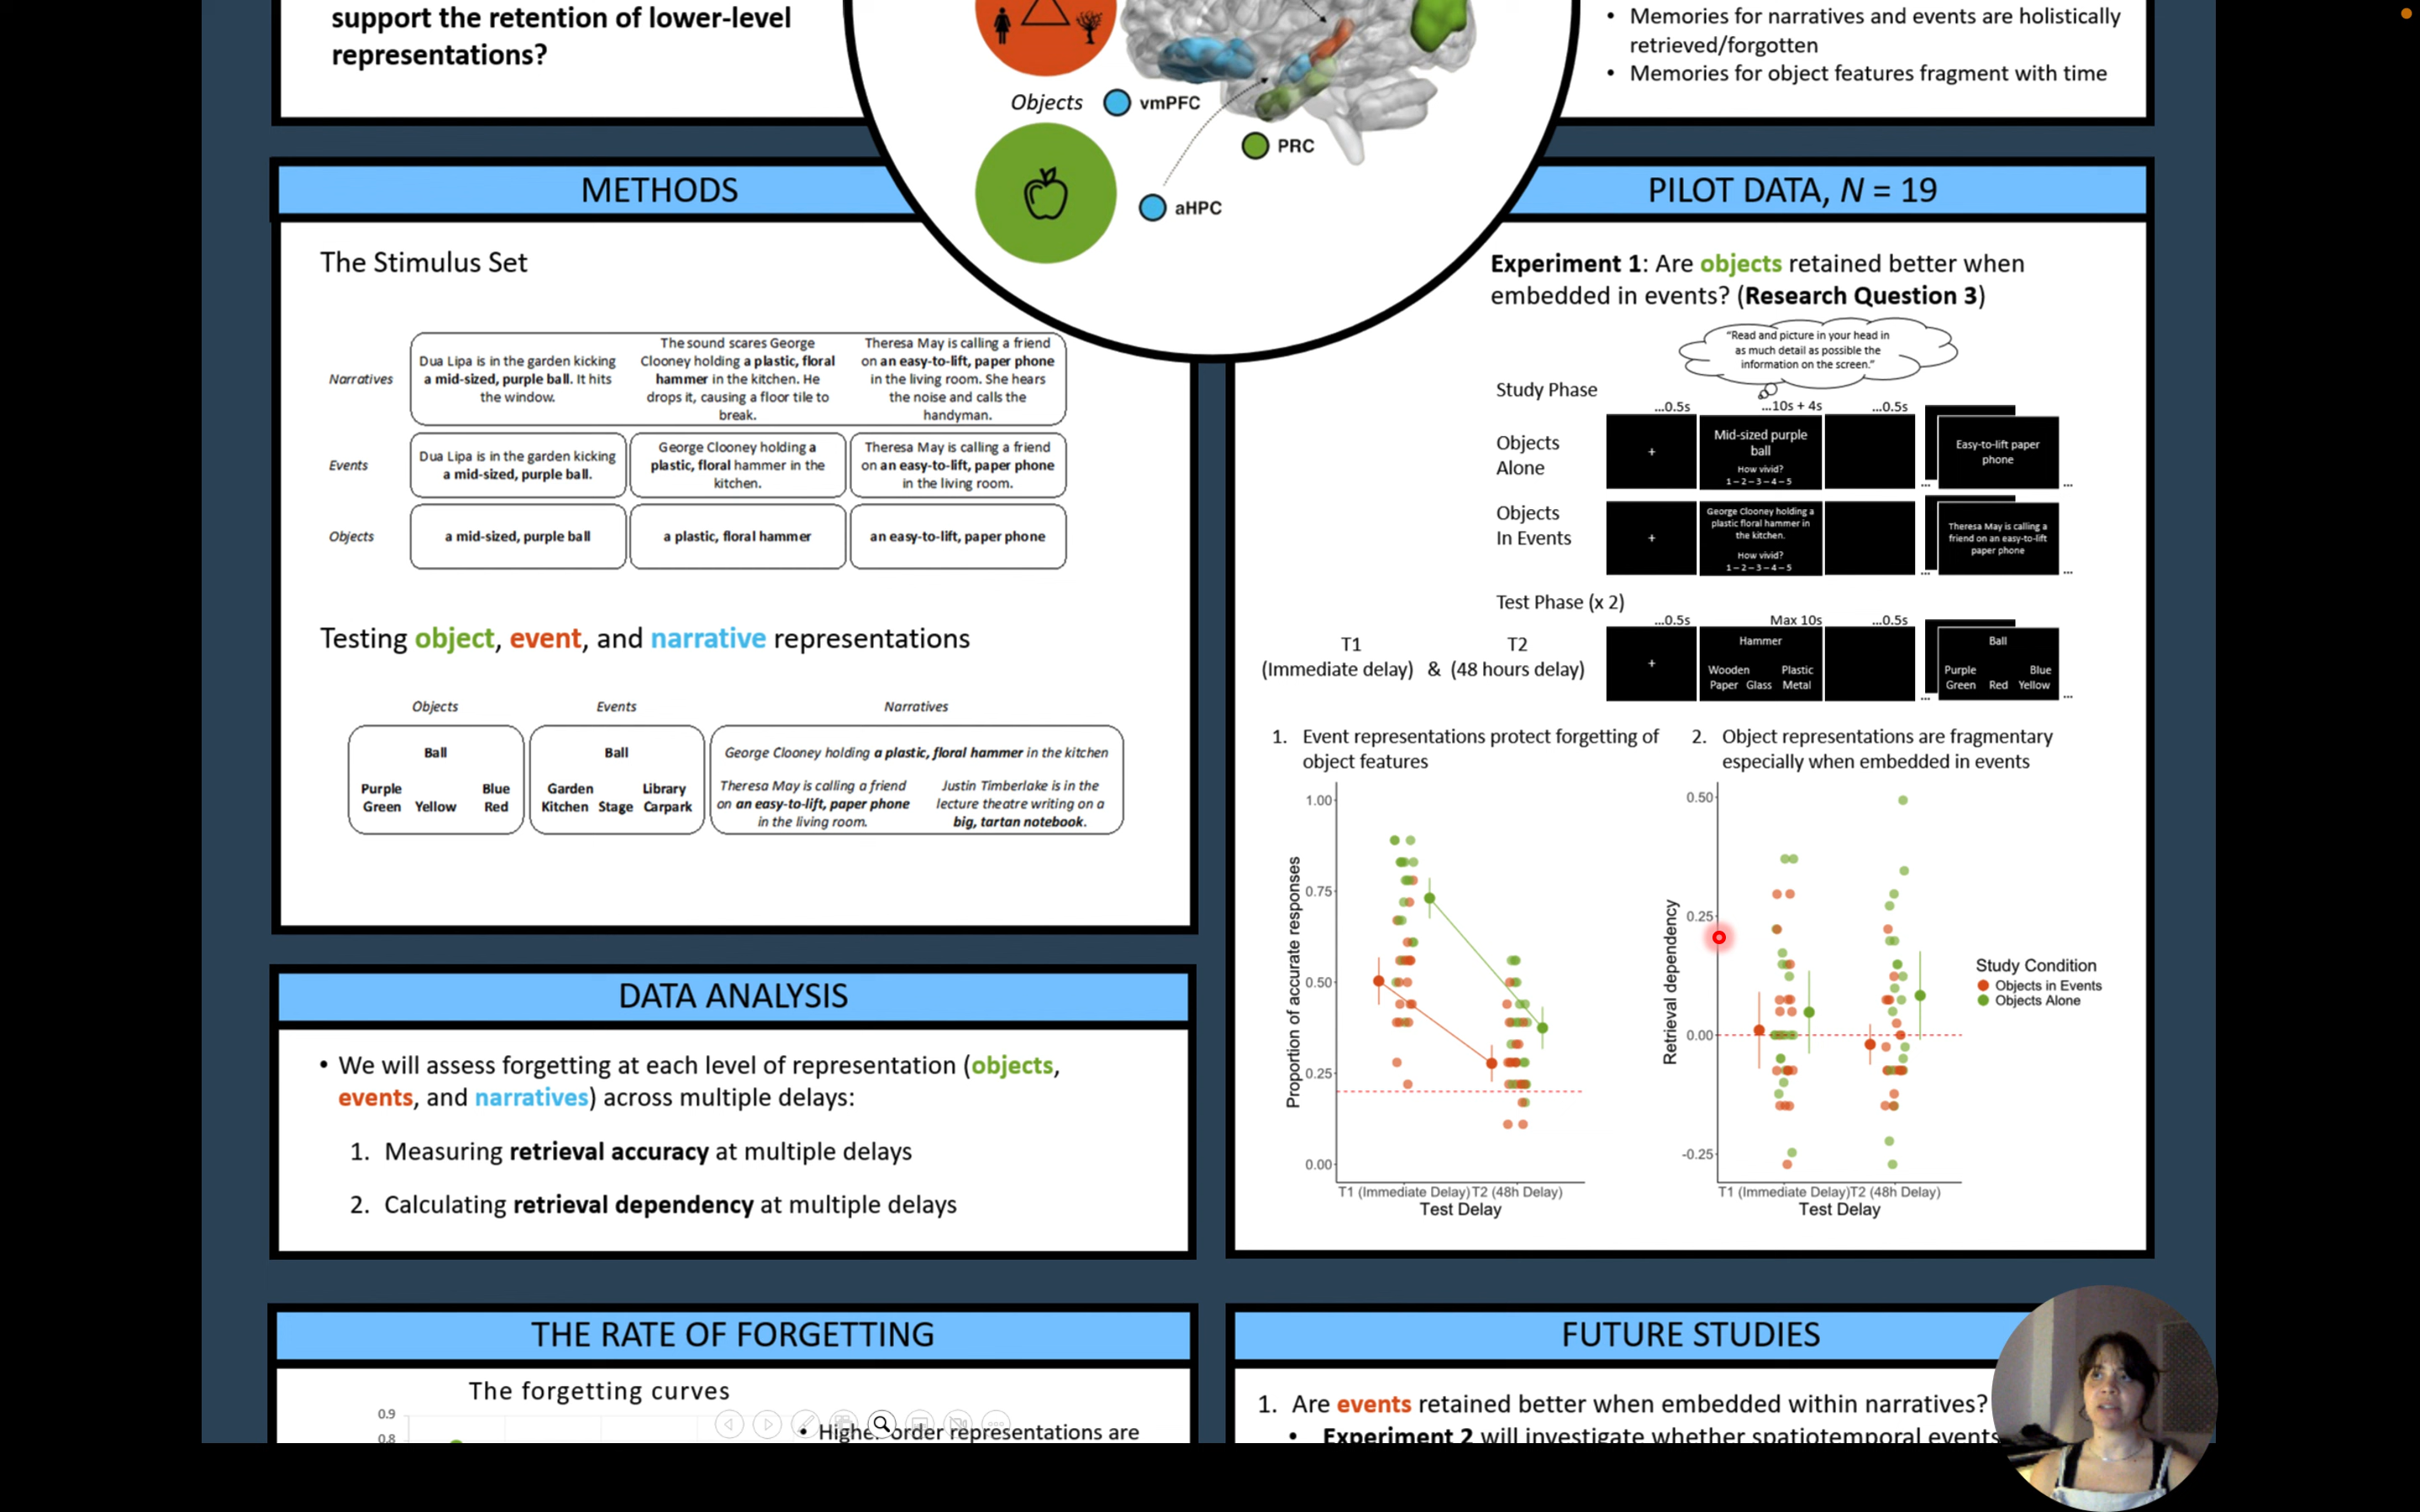 support the retention of lower-level
representations?
Objects
vmPFC
PRC
aHPC
• Memories for narratives and events are holistically
retrieved/forgotten
• Memories for object features fragment with time
METHODS
The Stimulus Set
Narratives
Dua Lipa is in the garden kicking
a mid-sized, purple ball. It hits
the window.
The sound scares George
Clooney holding a plastic, floral
hammer in the kitchen. He
drops it, causing a floor tile to
break.
Theresa May is calling a friend
on an easy-to-lift, paper phone
in the living room. She hears
the noise and calls the
handyman.
Events
Dua Lipa is in the garden kicking
a mid-sized, purple ball.
George Clooney holding a
plastic, floral hammer in the
kitchen.
Theresa May is calling a friend
on an easy-to-lift, paper phone
in the living room.
Objects
a mid-sized, purple ball
a plastic, floral hammer
an easy-to-lift, paper phone
Testing object, event, and narrative representations
Objects
Events
Narratives
Ball
Purple Blue
Green Yellow Red
Ball
Garden Library
Kitchen Stage Carpark
George Clooney holding a plastic, floral hammer in the kitchen
Theresa May is calling a friend
on an easy-to-lift, paper phone
in the living room.
Justin Timberlake is in the
lecture theatre writing on a
big, tartan notebook.
DATA ANALYSIS
• We will assess forgetting at each level of representation (objects,
events, and narratives) across multiple delays:
1. Measuring retrieval accuracy at multiple delays
2. Calculating retrieval dependency at multiple delays
THE RATE OF FORGETTING
The forgetting curves
0.9
0.8
• Higher order representations are
PILOT DATA, N = 19
Experiment 1: Are objects retained better when
embedded in events? (Research Question 3)
"Read and picture in your head in
as much detail as possible the
information on the screen."
Study Phase
...0.5s
...10s + 4s
...0.5s
Objects
Alone
+
Mid-sized purple
ball
How vivid?
1 – 2 – 3 – 4 – 5
...
Easy-to-lift paper
phone
...
Objects
In Events
+
George Clooney holding a
plastic floral hammer in
the kitchen.
How vivid?
1 – 2 – 3 – 4 – 5
...
Theresa May is calling a
friend on an easy-to-lift
paper phone
...
Test Phase (x 2)
...0.5s
Max 10s
...0.5s
T1
(Immediate delay)
&
T2
(48 hours delay)
+
Hammer
Wooden Plastic
Paper Glass Metal
...
Ball
Purple Blue
Green Red Yellow
...
1. Event representations protect forgetting of
object features
Proportion of accurate responses
1.00
0.75
0.50
0.25
0.00
T1 (Immediate Delay)
T2 (48h Delay)
Test Delay
2. Object representations are fragmentary
especially when embedded in events
Retrieval dependency
0.50
0.25
0.00
-0.25
T1 (Immediate Delay)
T2 (48h Delay)
Test Delay
Study Condition
Objects in Events
Objects Alone
FUTURE STUDIES
1. Are events retained better when embedded within narratives?
• Experiment 2 will investigate whether spatiotemporal events